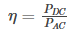 η = P_DC / P_AC